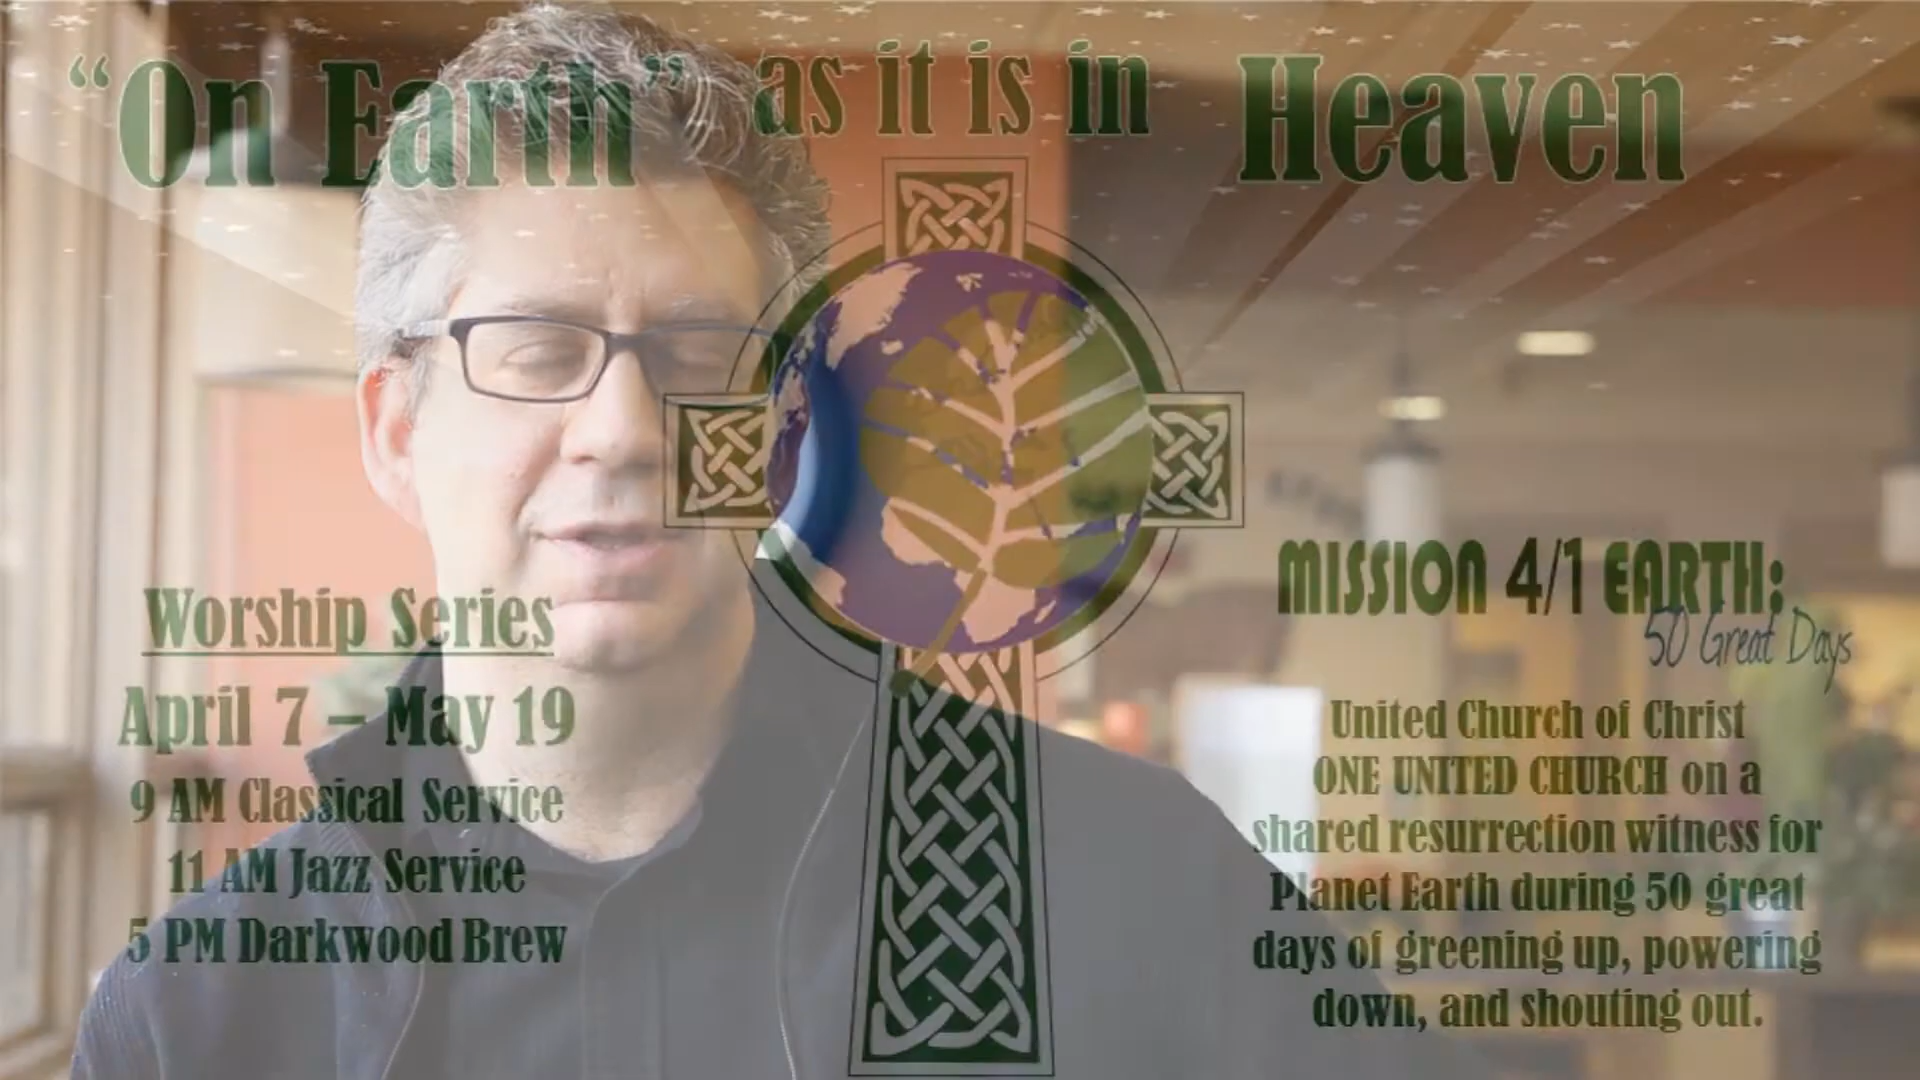 “On Earth” as it is in Heaven
Worship Series
April 7 – May 19
9 AM Classical Service
11 AM Jazz Service
5 PM Darkwood Brew
MISSION 4/1 EARTH:
50 Great Days
United Church of Christ
ONE UNITED CHURCH on a
shared resurrection witness for
Planet Earth during 50 great
days of greening up, powering
down, and shouting out.